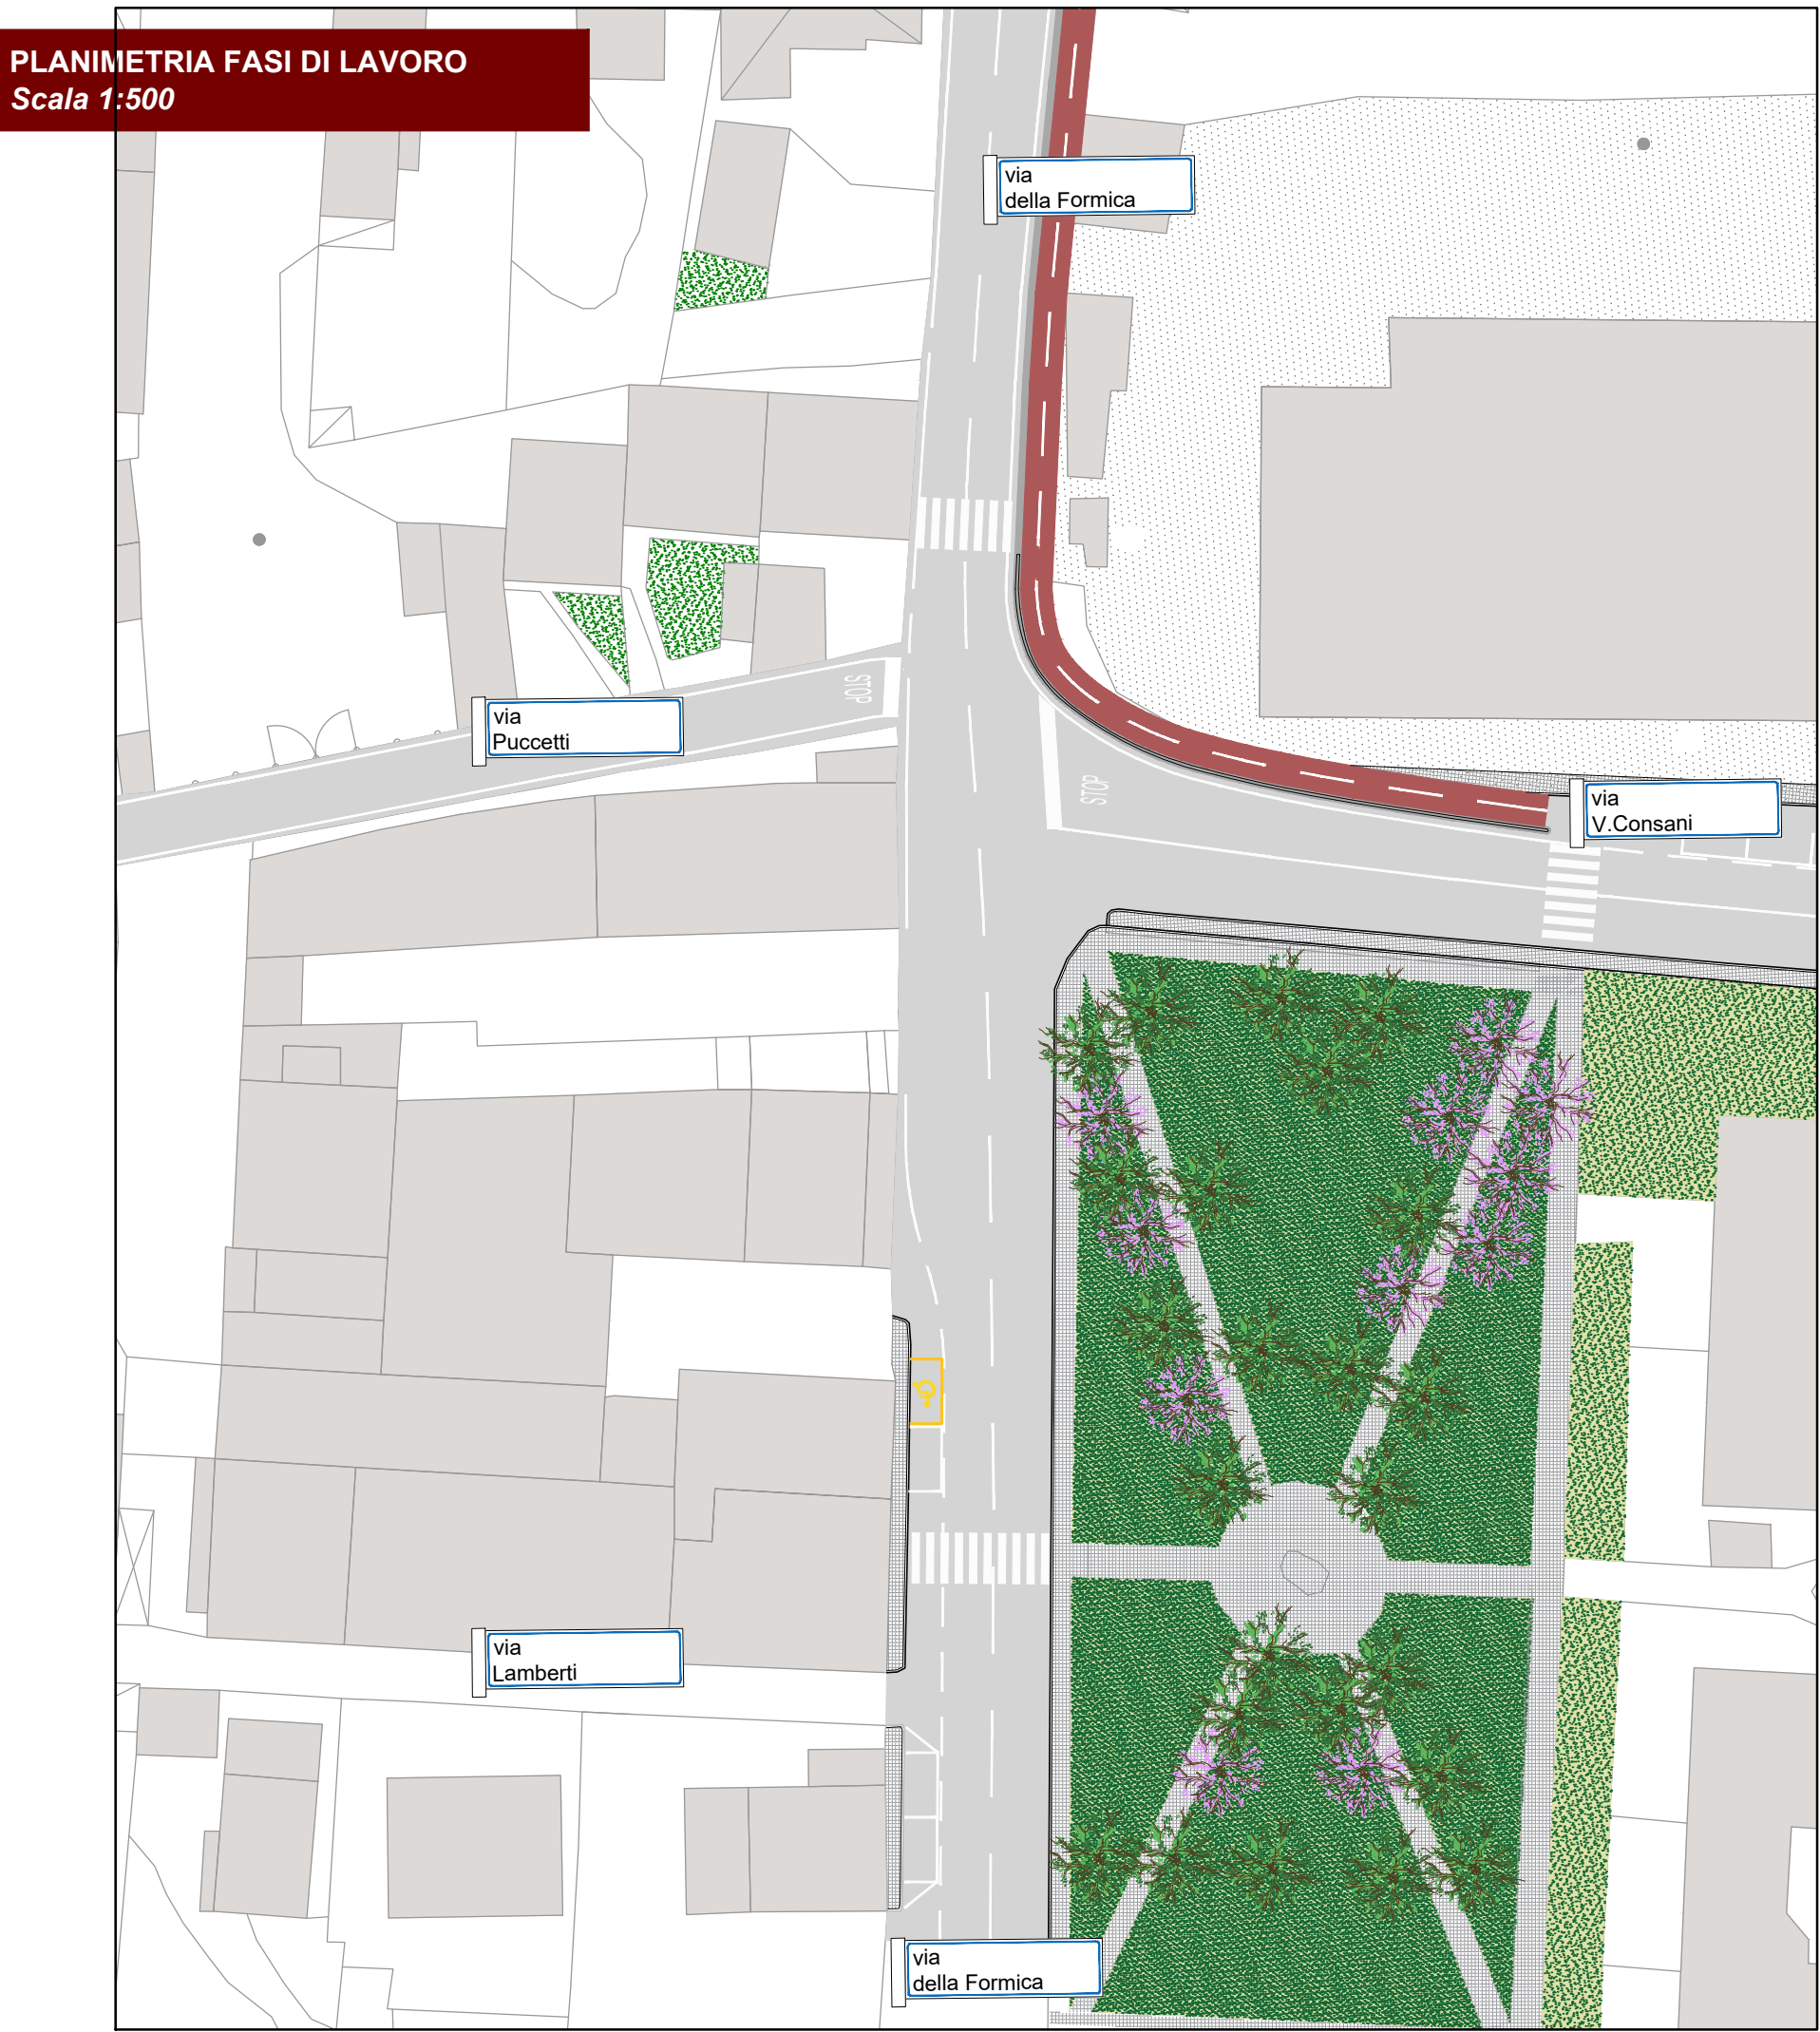 PLANIMETRIA FASI DI LAVORO
Scala 1:500
via
della Formica
STOP
via
Puccetti
STOP
via
V.Consani
via
Lamberti
via
della Formica